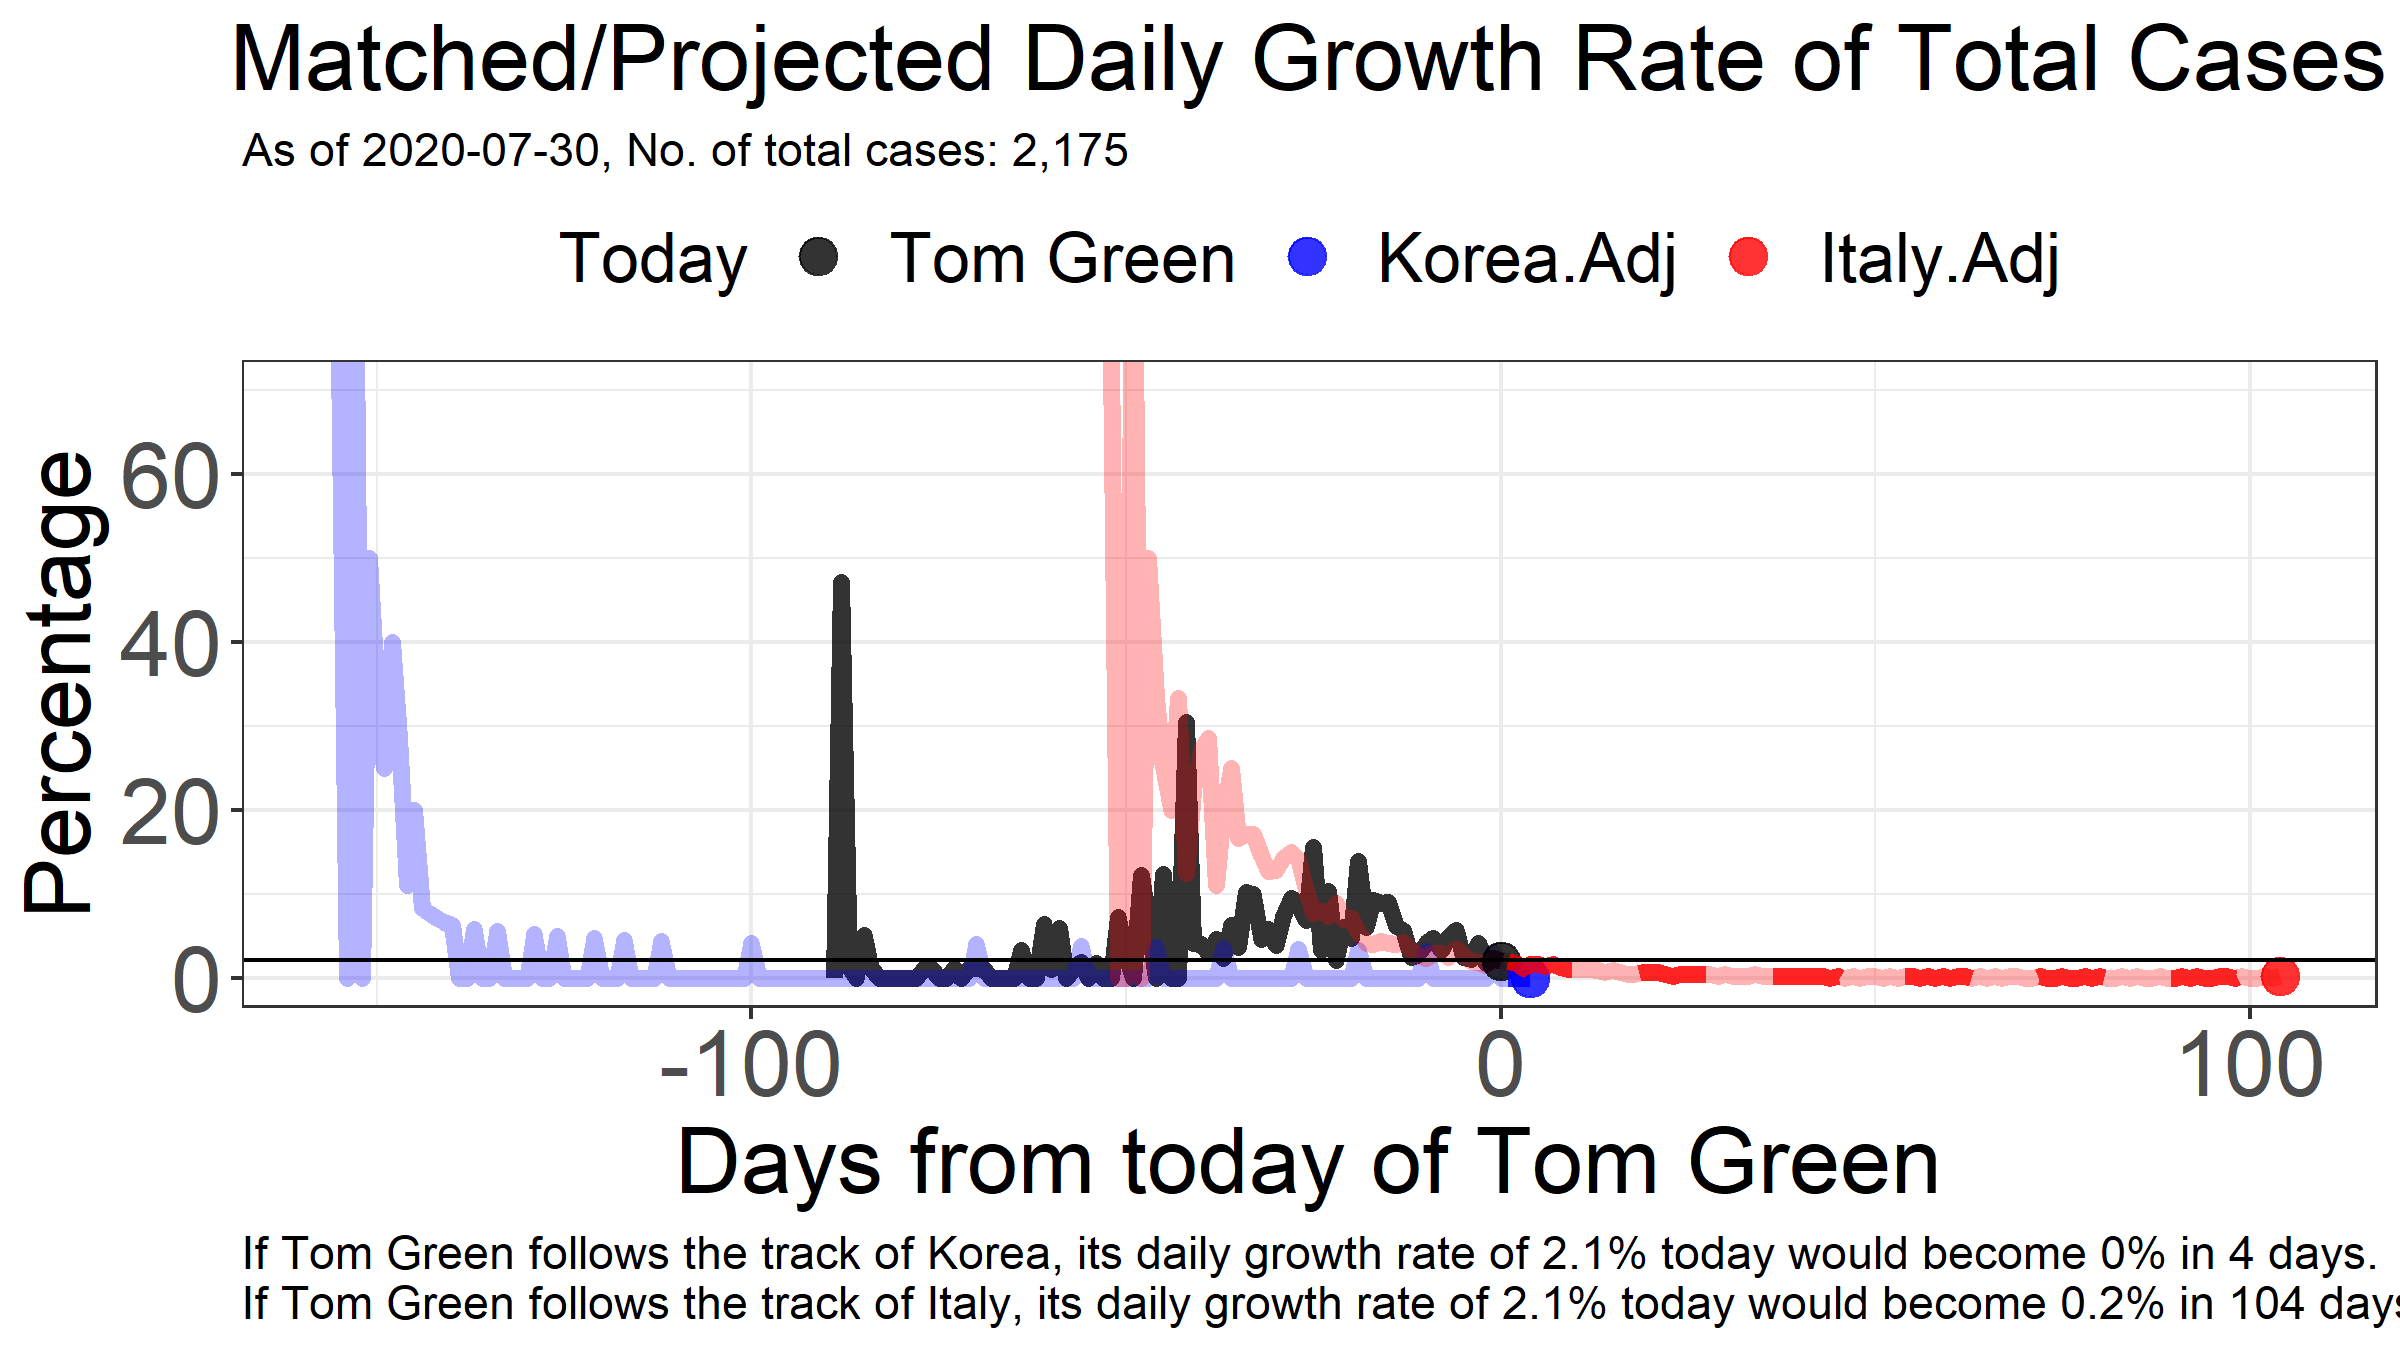 Matched/Projected Daily Growth Rate of Total Cases
As of 2020-07-30, No. of total cases: 2,175
Today Tom Green Korea.Adj Italy.Adj
Percentage
60
40
20
0
-100 0 100
Days from today of Tom Green
If Tom Green follows the track of Korea, its daily growth rate of 2.1% today would become 0% in 4 days.
If Tom Green follows the track of Italy, its daily growth rate of 2.1% today would become 0.2% in 104 days